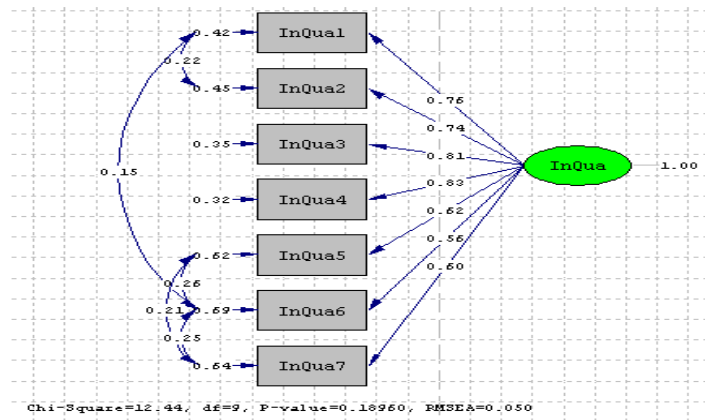 0.42 InQua1
0.22
0.45 InQua2
0.76
0.74
0.35 InQua3
0.81
InQua 1.00
0.15
0.32 InQua4
0.83
0.62
0.62 InQua5
0.56
0.60
0.26
0.21 0.69 InQua6
0.25
0.64 InQua7
Chi-Square=12.44, df=9, P-value=0.18960, RMSEA=0.050